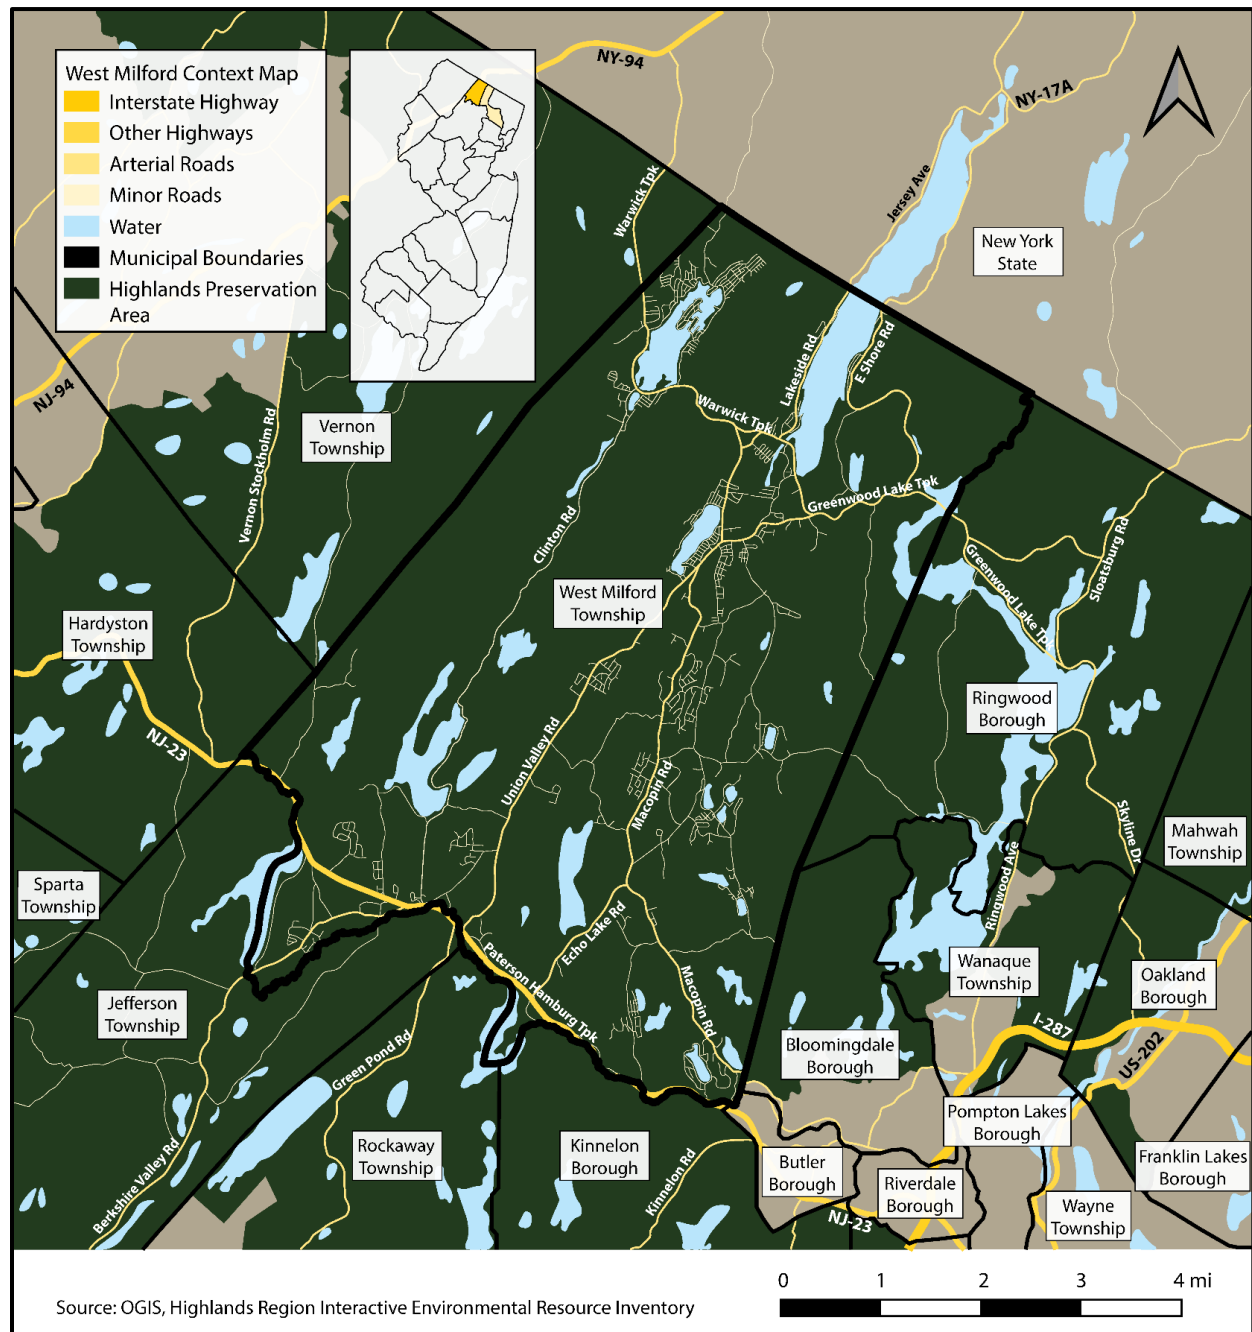 West Milford Context Map
Interstate Highway
Other Highways
Arterial Roads
Minor Roads
Water
Municipal Boundaries
Highlands Preservation
Area
NY-94
NY-17A
Warwick Tpk
Jersey Ave
New York
State
NJ-94
Vernon
Township
Vernon Stockholm Rd
Lakeside Rd
E Shore Rd
Warwick Tpk
Greenwood Lake Tpk
Clinton Rd
Sloatsburg Rd
Greenwood Lake Tpk
West Milford
Township
Hardyston
Township
NJ-23
Ringwood
Borough
Union Valley Rd
Macopin Rd
Skyline Dr
Mahwah
Township
Sparta
Township
Ringwood Ave
Echo Lake Rd
Paterson Hamburg Tpk
Macopin Rd
Wanaque
Township
Oakland
Borough
Jefferson
Township
I-287
US-202
Bloomingdale
Borough
Green Pond Rd
Pompton Lakes
Borough
Berkshire Valley Rd
Rockaway
Township
Kinnelon
Borough
Kinnelon Rd
Butler
Borough
Riverdale
Borough
Franklin Lakes
Borough
NJ-23
Wayne
Township
0 1 2 3 4 mi
Source: OGIS, Highlands Region Interactive Environmental Resource Inventory